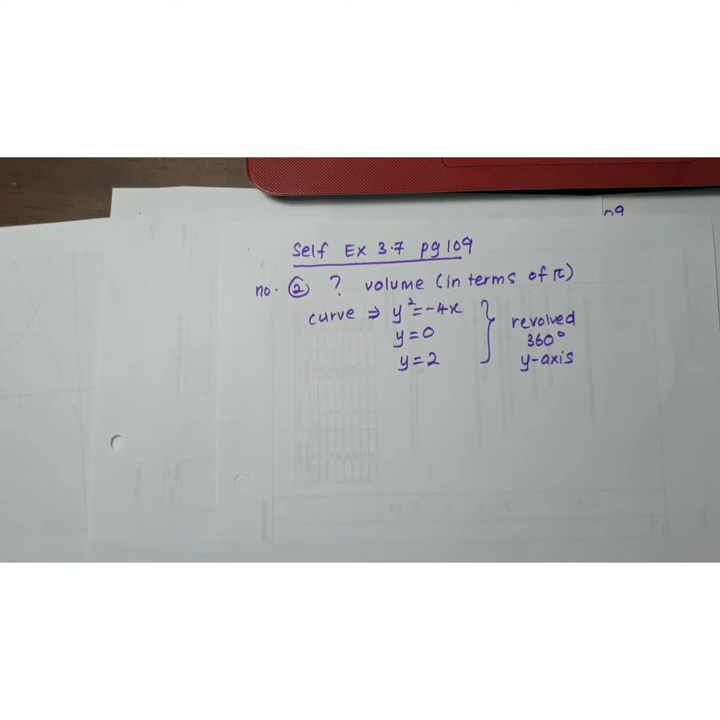 Self Ex 3.7 pg 109
no. ② ? volume (in terms of π)
curve ⇒ y² = -4x
y = 0
y = 2
} revolved
360°
y-axis